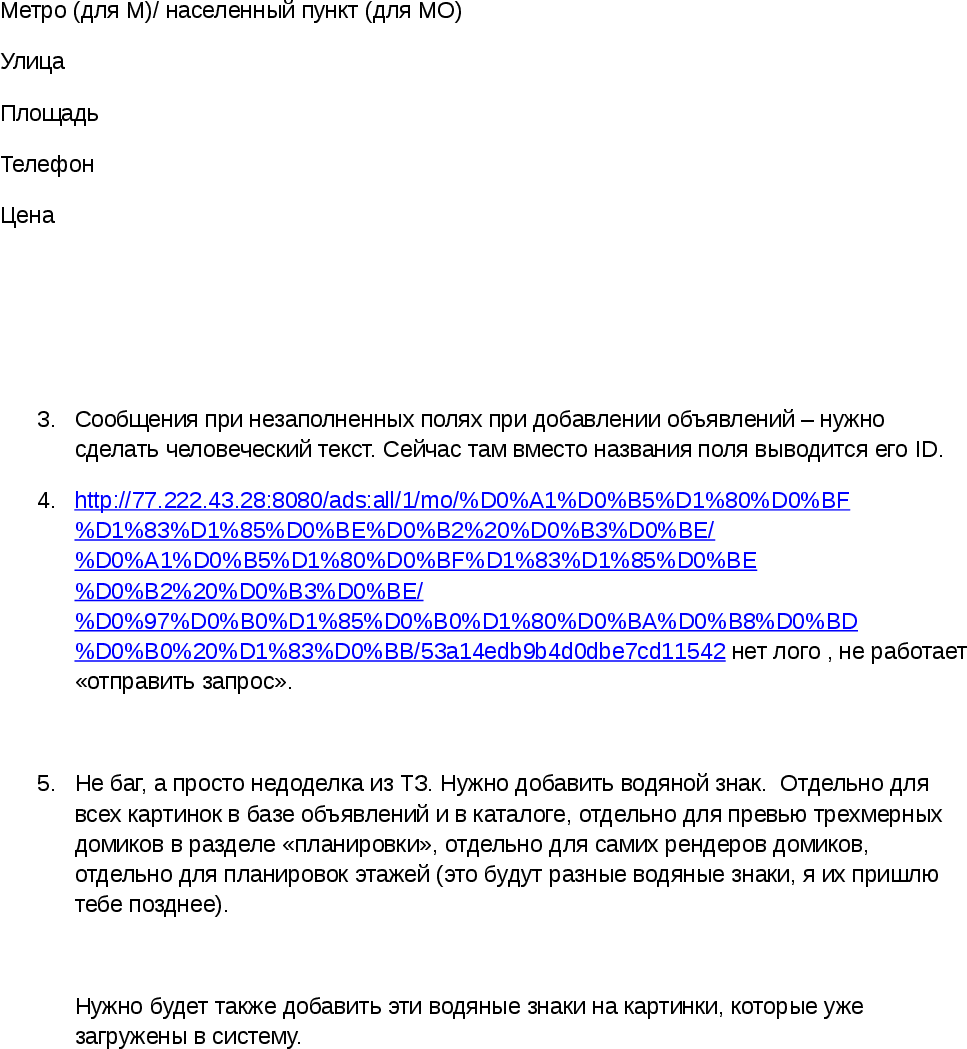 Метро (для М)/ населенный пункт (для МО)
Улица
Площадь
Телефон
Цена
3. Сообщения при незаполненных полях при добавлении объявлений – нужно
сделать человеческий текст. Сейчас там вместо названия поля выводится его ID.
4. http://77.222.43.28:8080/ads:all/1/mo/%D0%A1%D0%B5%D1%80%D0%BF
%D1%83%D1%85%D0%BE%D0%B2%20%D0%B3%D0%BE/
%D0%A1%D0%B5%D1%80%D0%BF%D1%83%D1%85%D0%BE
%D0%B2%20%D0%B3%D0%BE/
%D0%97%D0%B0%D1%85%D0%B0%D1%80%D0%BA%D0%B8%D0%BD
%D0%B0%20%D1%83%D0%BB/53a14edb9b4d0dbe7cd11542 нет лого , не работает
«отправить запрос».
5. Не баг, а просто недоделка из ТЗ. Нужно добавить водяной знак.  Отдельно для
всех картинок в базе объявлений и в каталоге, отдельно для превью трехмерных
домиков в разделе «планировки», отдельно для самих рендеров домиков,
отдельно для планировок этажей (это будут разные водяные знаки, я их пришлю
тебе позднее).
Нужно будет также добавить эти водяные знаки на картинки, которые уже
загружены в систему.